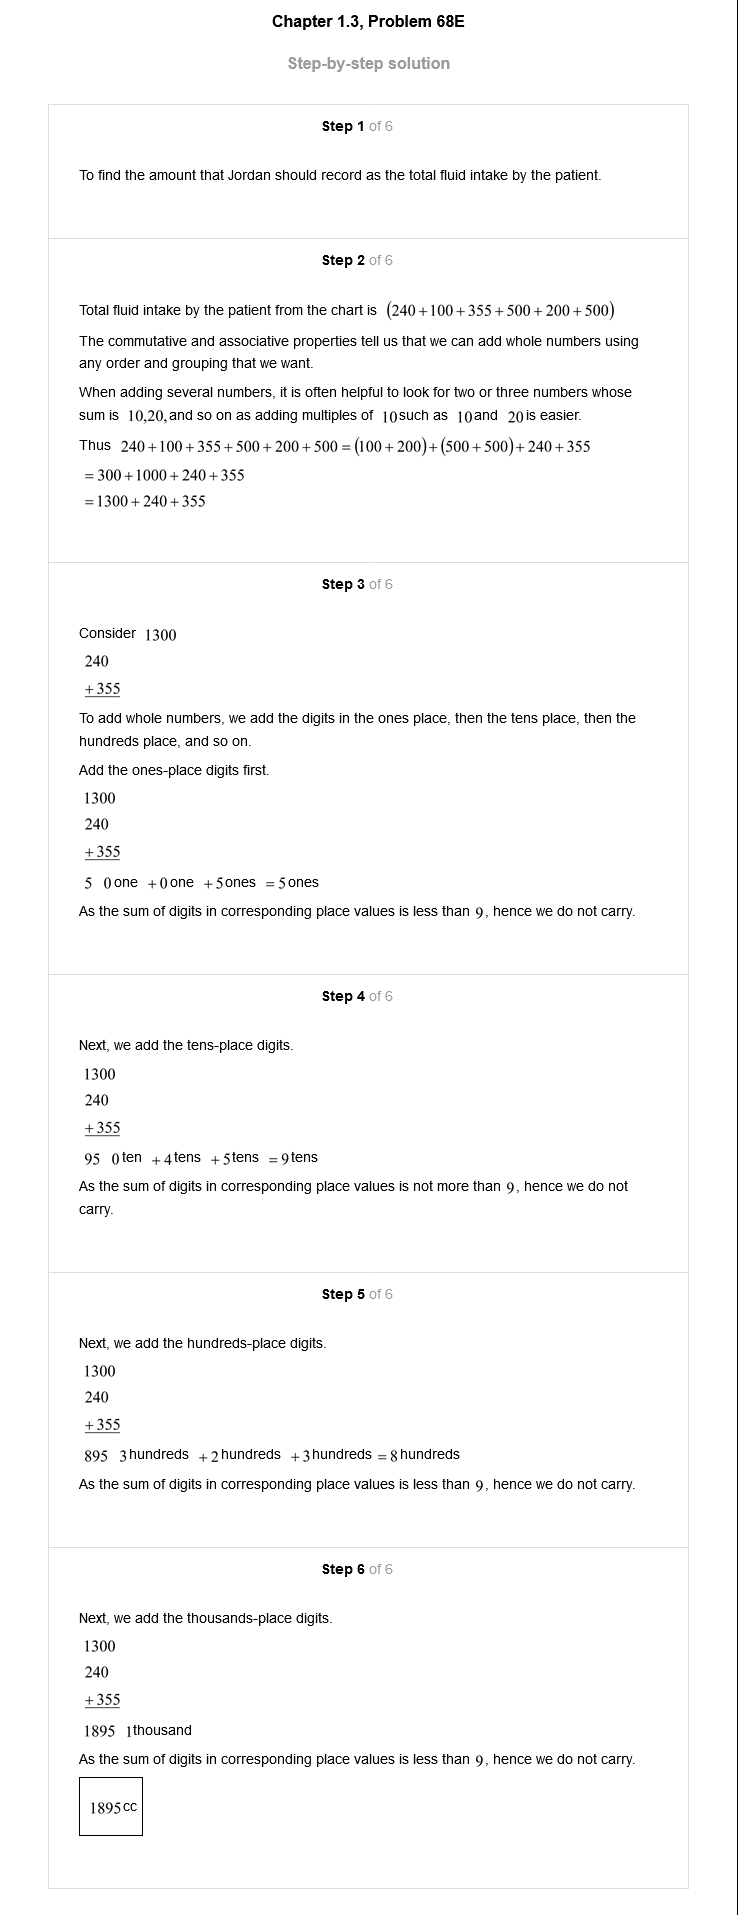 Chapter 1.3, Problem 68E
Step-by-step solution
Step 1 of 6
To find the amount that Jordan should record as the total fluid intake by the patient.
Step 2 of 6
Total fluid intake by the patient from the chart is (240+100+355+500+200+500)
The commutative and associative properties tell us that we can add whole numbers using
any order and grouping that we want.
When adding several numbers, it is often helpful to look for two or three numbers whose
sum is 10,20, and so on as adding multiples of 10 such as 10 and 20 is easier.
Thus 240+100+355+500+200+500=(100+200)+(500+500)+240+355
=300+1000+240+355
=1300+240+355
Step 3 of 6
Consider 1300
240
+355
To add whole numbers, we add the digits in the ones place, then the tens place, then the
hundreds place, and so on.
Add the ones-place digits first.
1300
240
+355
5 0 one +0 one +5 ones =5 ones
As the sum of digits in corresponding place values is less than 9, hence we do not carry.
Step 4 of 6
Next, we add the tens-place digits.
1300
240
+355
95 0 ten +4 tens +5 tens =9 tens
As the sum of digits in corresponding place values is not more than 9, hence we do not
carry.
Step 5 of 6
Next, we add the hundreds-place digits.
1300
240
+355
895 3 hundreds +2 hundreds +3 hundreds =8 hundreds
As the sum of digits in corresponding place values is less than 9, hence we do not carry.
Step 6 of 6
Next, we add the thousands-place digits.
1300
240
+355
1895 1 thousand
As the sum of digits in corresponding place values is less than 9, hence we do not carry.
1895 cc